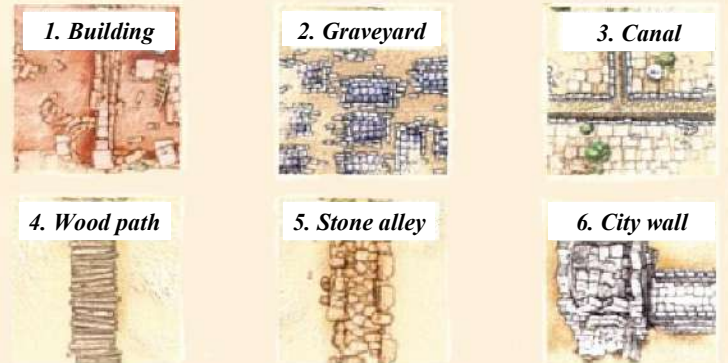 1. Building
2. Graveyard
3. Canal
4. Wood path
5. Stone alley
6. City wall